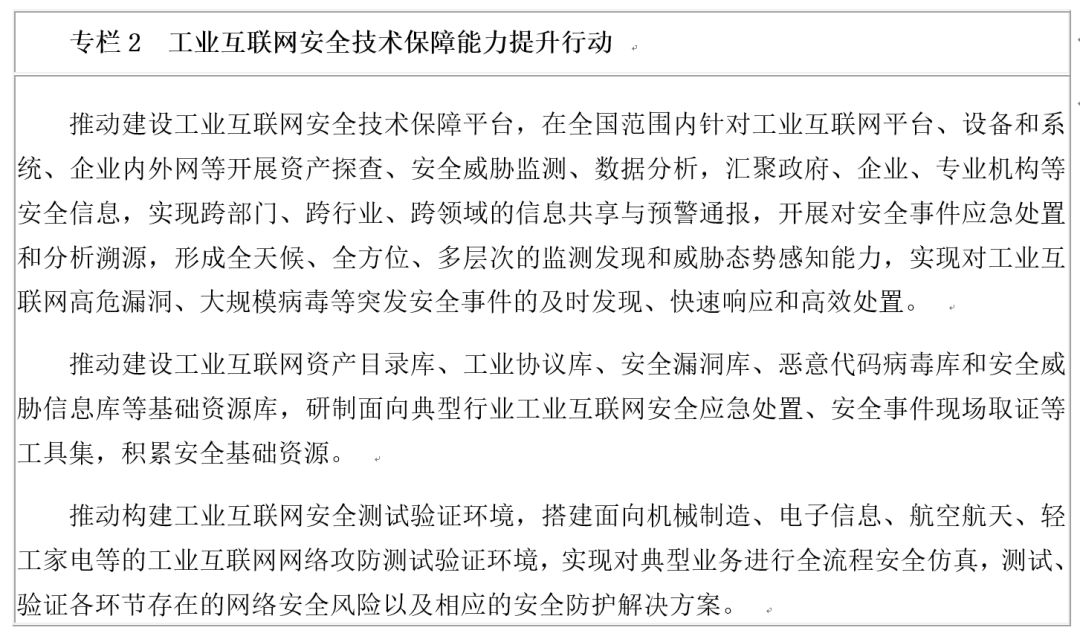 专栏 2 工业互联网安全技术保障能力提升行动
推动建设工业互联网安全技术保障平台，在全国范围内针对工业互联网平台、设备和系
统、企业内外网等开展资产探查、安全威胁监测、数据分析，汇聚政府、企业、专业机构等
安全信息，实现跨部门、跨行业、跨领域的信息共享与预警通报，开展对安全事件应急处置
和分析溯源，形成全天候、全方位、多层次的监测发现和威胁态势感知能力，实现对工业互
联网高危漏洞、大规模病毒等突发安全事件的及时发现、快速响应和高效处置。
推动建设工业互联网资产目录库、工业协议库、安全漏洞库、恶意代码病毒库和安全威
胁信息库等基础资源库，研制面向典型行业工业互联网安全应急处置、安全事件现场取证等
工具集，积累安全基础资源。
推动构建工业互联网安全测试验证环境，搭建面向机械制造、电子信息、航空航天、轻
工家电等的工业互联网网络攻防测试验证环境，实现对典型业务进行全流程安全仿真，测试、
验证各环节存在的网络安全风险以及相应的安全防护解决方案。